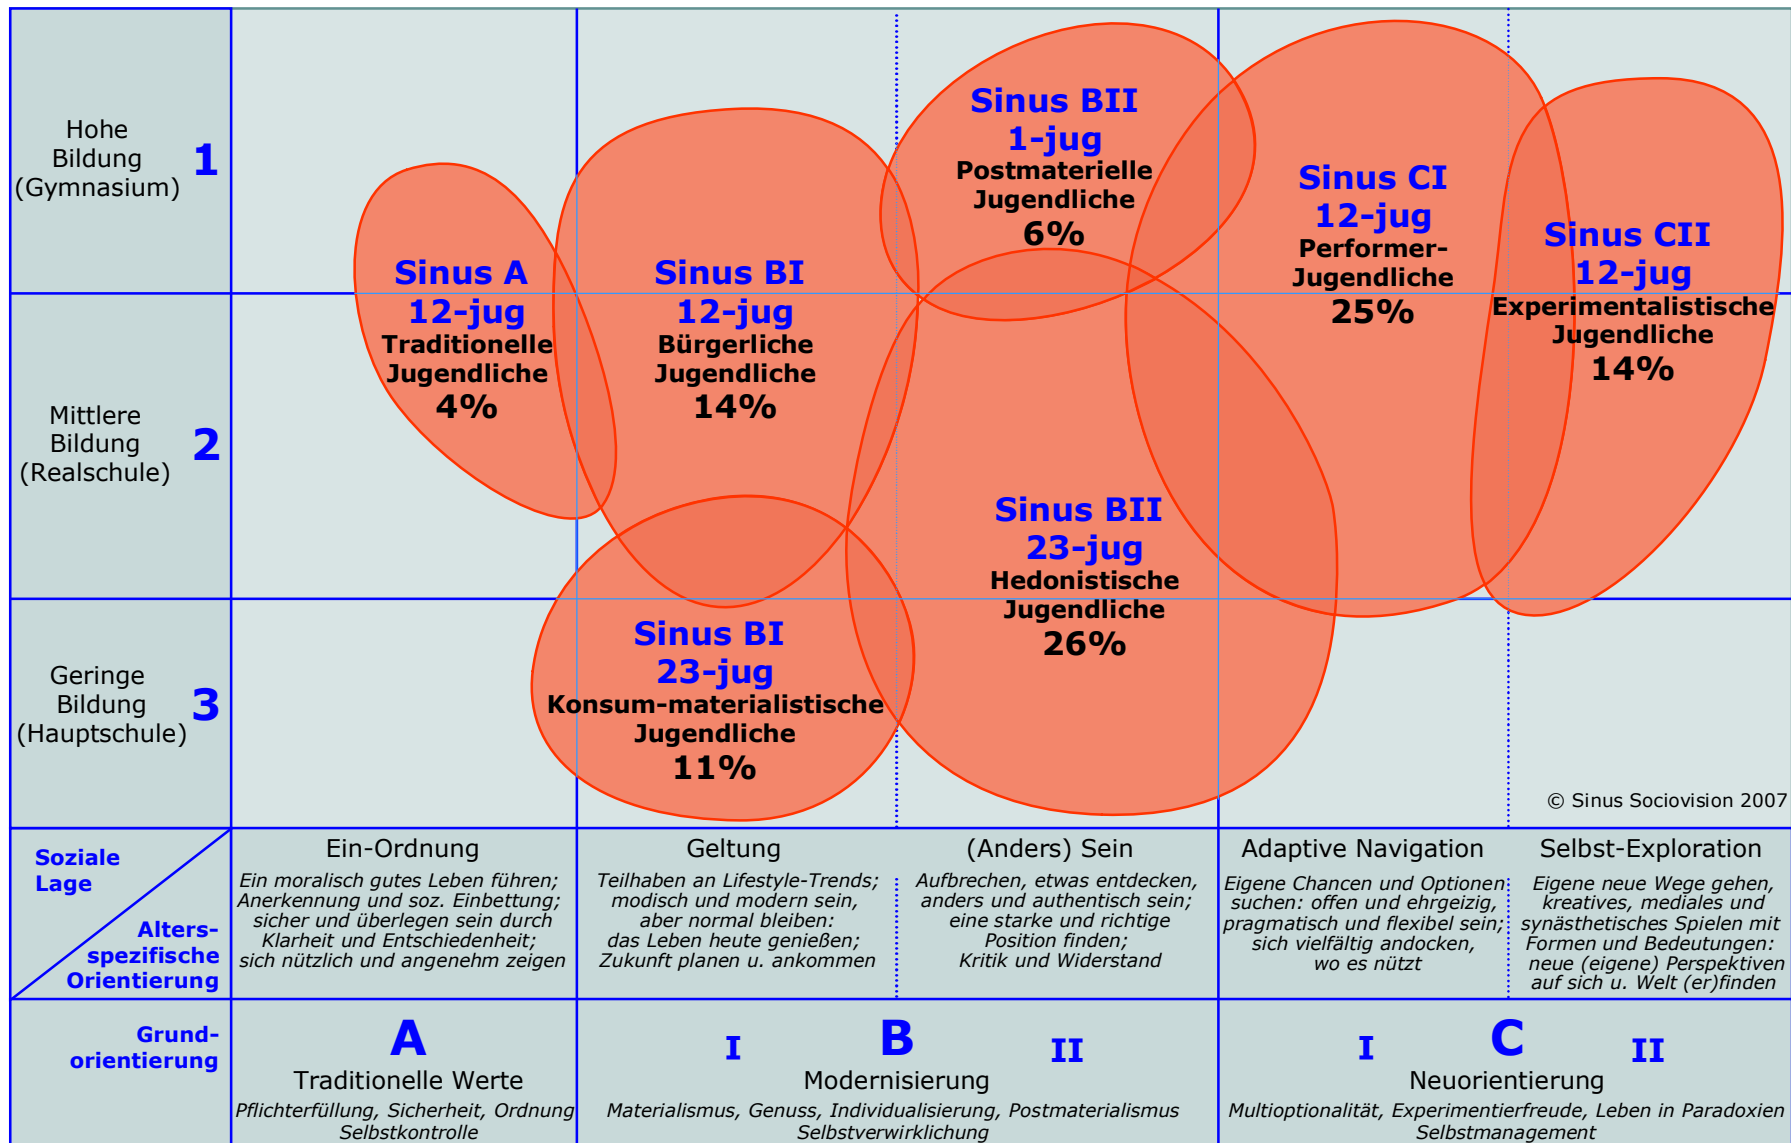 Hohe
Bildung
(Gymnasium)
1
Mittlere
Bildung
(Realschule)
2
Geringe
Bildung
(Hauptschule)
3
Sinus A
12-jug
Traditionelle
Jugendliche
4%
Sinus BI
12-jug
Bürgerliche
Jugendliche
14%
Sinus BII
1-jug
Postmaterielle
Jugendliche
6%
Sinus CI
12-jug
Performer-
Jugendliche
25%
Sinus CII
12-jug
Experimentalistische
Jugendliche
14%
Sinus BI
23-jug
Konsum-materialistische
Jugendliche
11%
Sinus BII
23-jug
Hedonistische
Jugendliche
26%
© Sinus Sociovision 2007
Soziale
Lage
Alters-
spezifische
Orientierung
Ein-Ordnung
Ein moralisch gutes Leben führen;
Anerkennung und soz. Einbettung;
sicher und überlegen sein durch
Klarheit und Entschiedenheit;
sich nützlich und angenehm zeigen
Geltung
Teilhaben an Lifestyle-Trends;
modisch und modern sein,
aber normal bleiben:
das Leben heute genießen;
Zukunft planen u. ankommen
(Anders) Sein
Aufbrechen, etwas entdecken,
anders und authentisch sein;
eine starke und richtige
Position finden;
Kritik und Widerstand
Adaptive Navigation
Eigene Chancen und Optionen
suchen: offen und ehrgeizig,
pragmatisch und flexibel sein;
sich vielfältig andocken,
wo es nützt
Selbst-Exploration
Eigene neue Wege gehen,
kreatives, mediales und
synästhetisches Spielen mit
Formen und Bedeutungen:
neue (eigene) Perspektiven
auf sich u. Welt (er)finden
Grund-
orientierung
A
Traditionelle Werte
Pflichterfüllung, Sicherheit, Ordnung
Selbstkontrolle
I B II
Modernisierung
Materialismus, Genuss, Individualisierung, Postmaterialismus
Selbstverwirklichung
I C II
Neuorientierung
Multioptionalität, Experimentierfreude, Leben in Paradoxien
Selbstmanagement